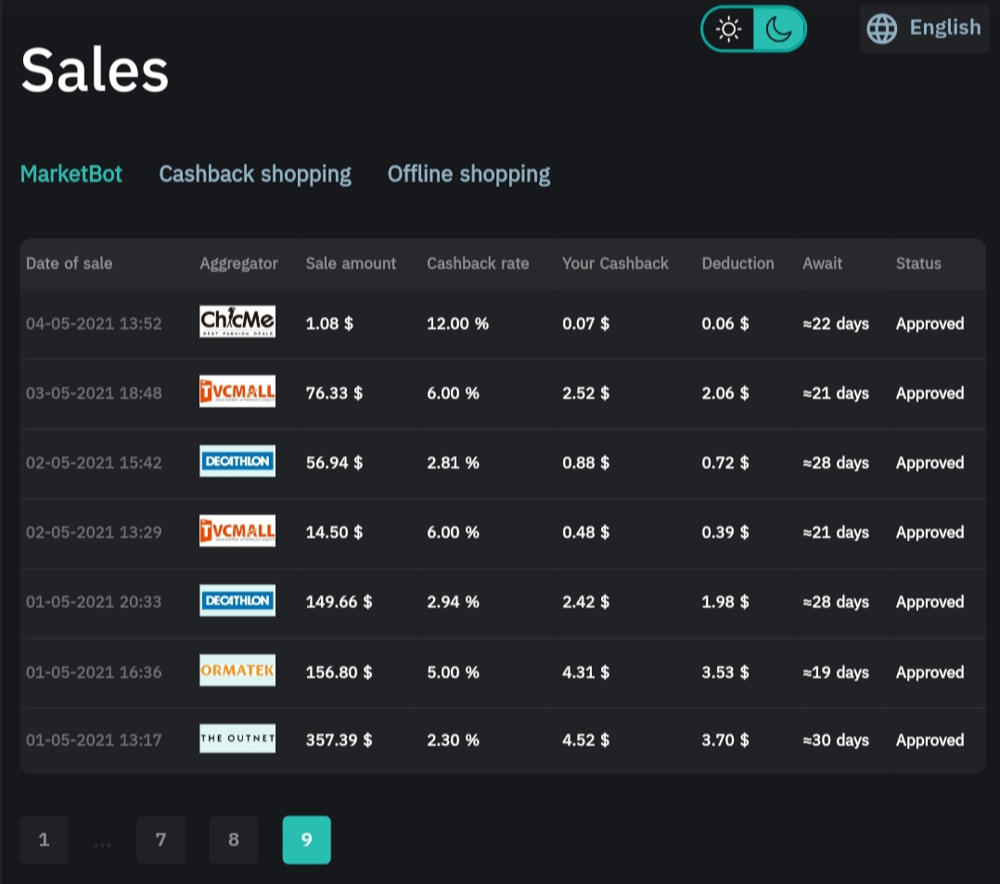 English
Sales
MarketBot Cashback shopping Offline shopping
Date of sale Aggregator Sale amount Cashback rate Your Cashback Deduction Await Status
04-05-2021 13:52 ChicMe 1.08 $ 12.00 % 0.07 $ 0.06 $ ≈22 days Approved
BEST FASHION DEALS
03-05-2021 18:48 TVCMALL 76.33 $ 6.00 % 2.52 $ 2.06 $ ≈21 days Approved
02-05-2021 15:42 DECATHLON 56.94 $ 2.81 % 0.88 $ 0.72 $ ≈28 days Approved
02-05-2021 13:29 TVCMALL 14.50 $ 6.00 % 0.48 $ 0.39 $ ≈21 days Approved
01-05-2021 20:33 DECATHLON 149.66 $ 2.94 % 2.42 $ 1.98 $ ≈28 days Approved
01-05-2021 16:36 ORMATEK 156.80 $ 5.00 % 4.31 $ 3.53 $ ≈19 days Approved
01-05-2021 13:17 THE OUTNET 357.39 $ 2.30 % 4.52 $ 3.70 $ ≈30 days Approved
1 ... 7 8 9